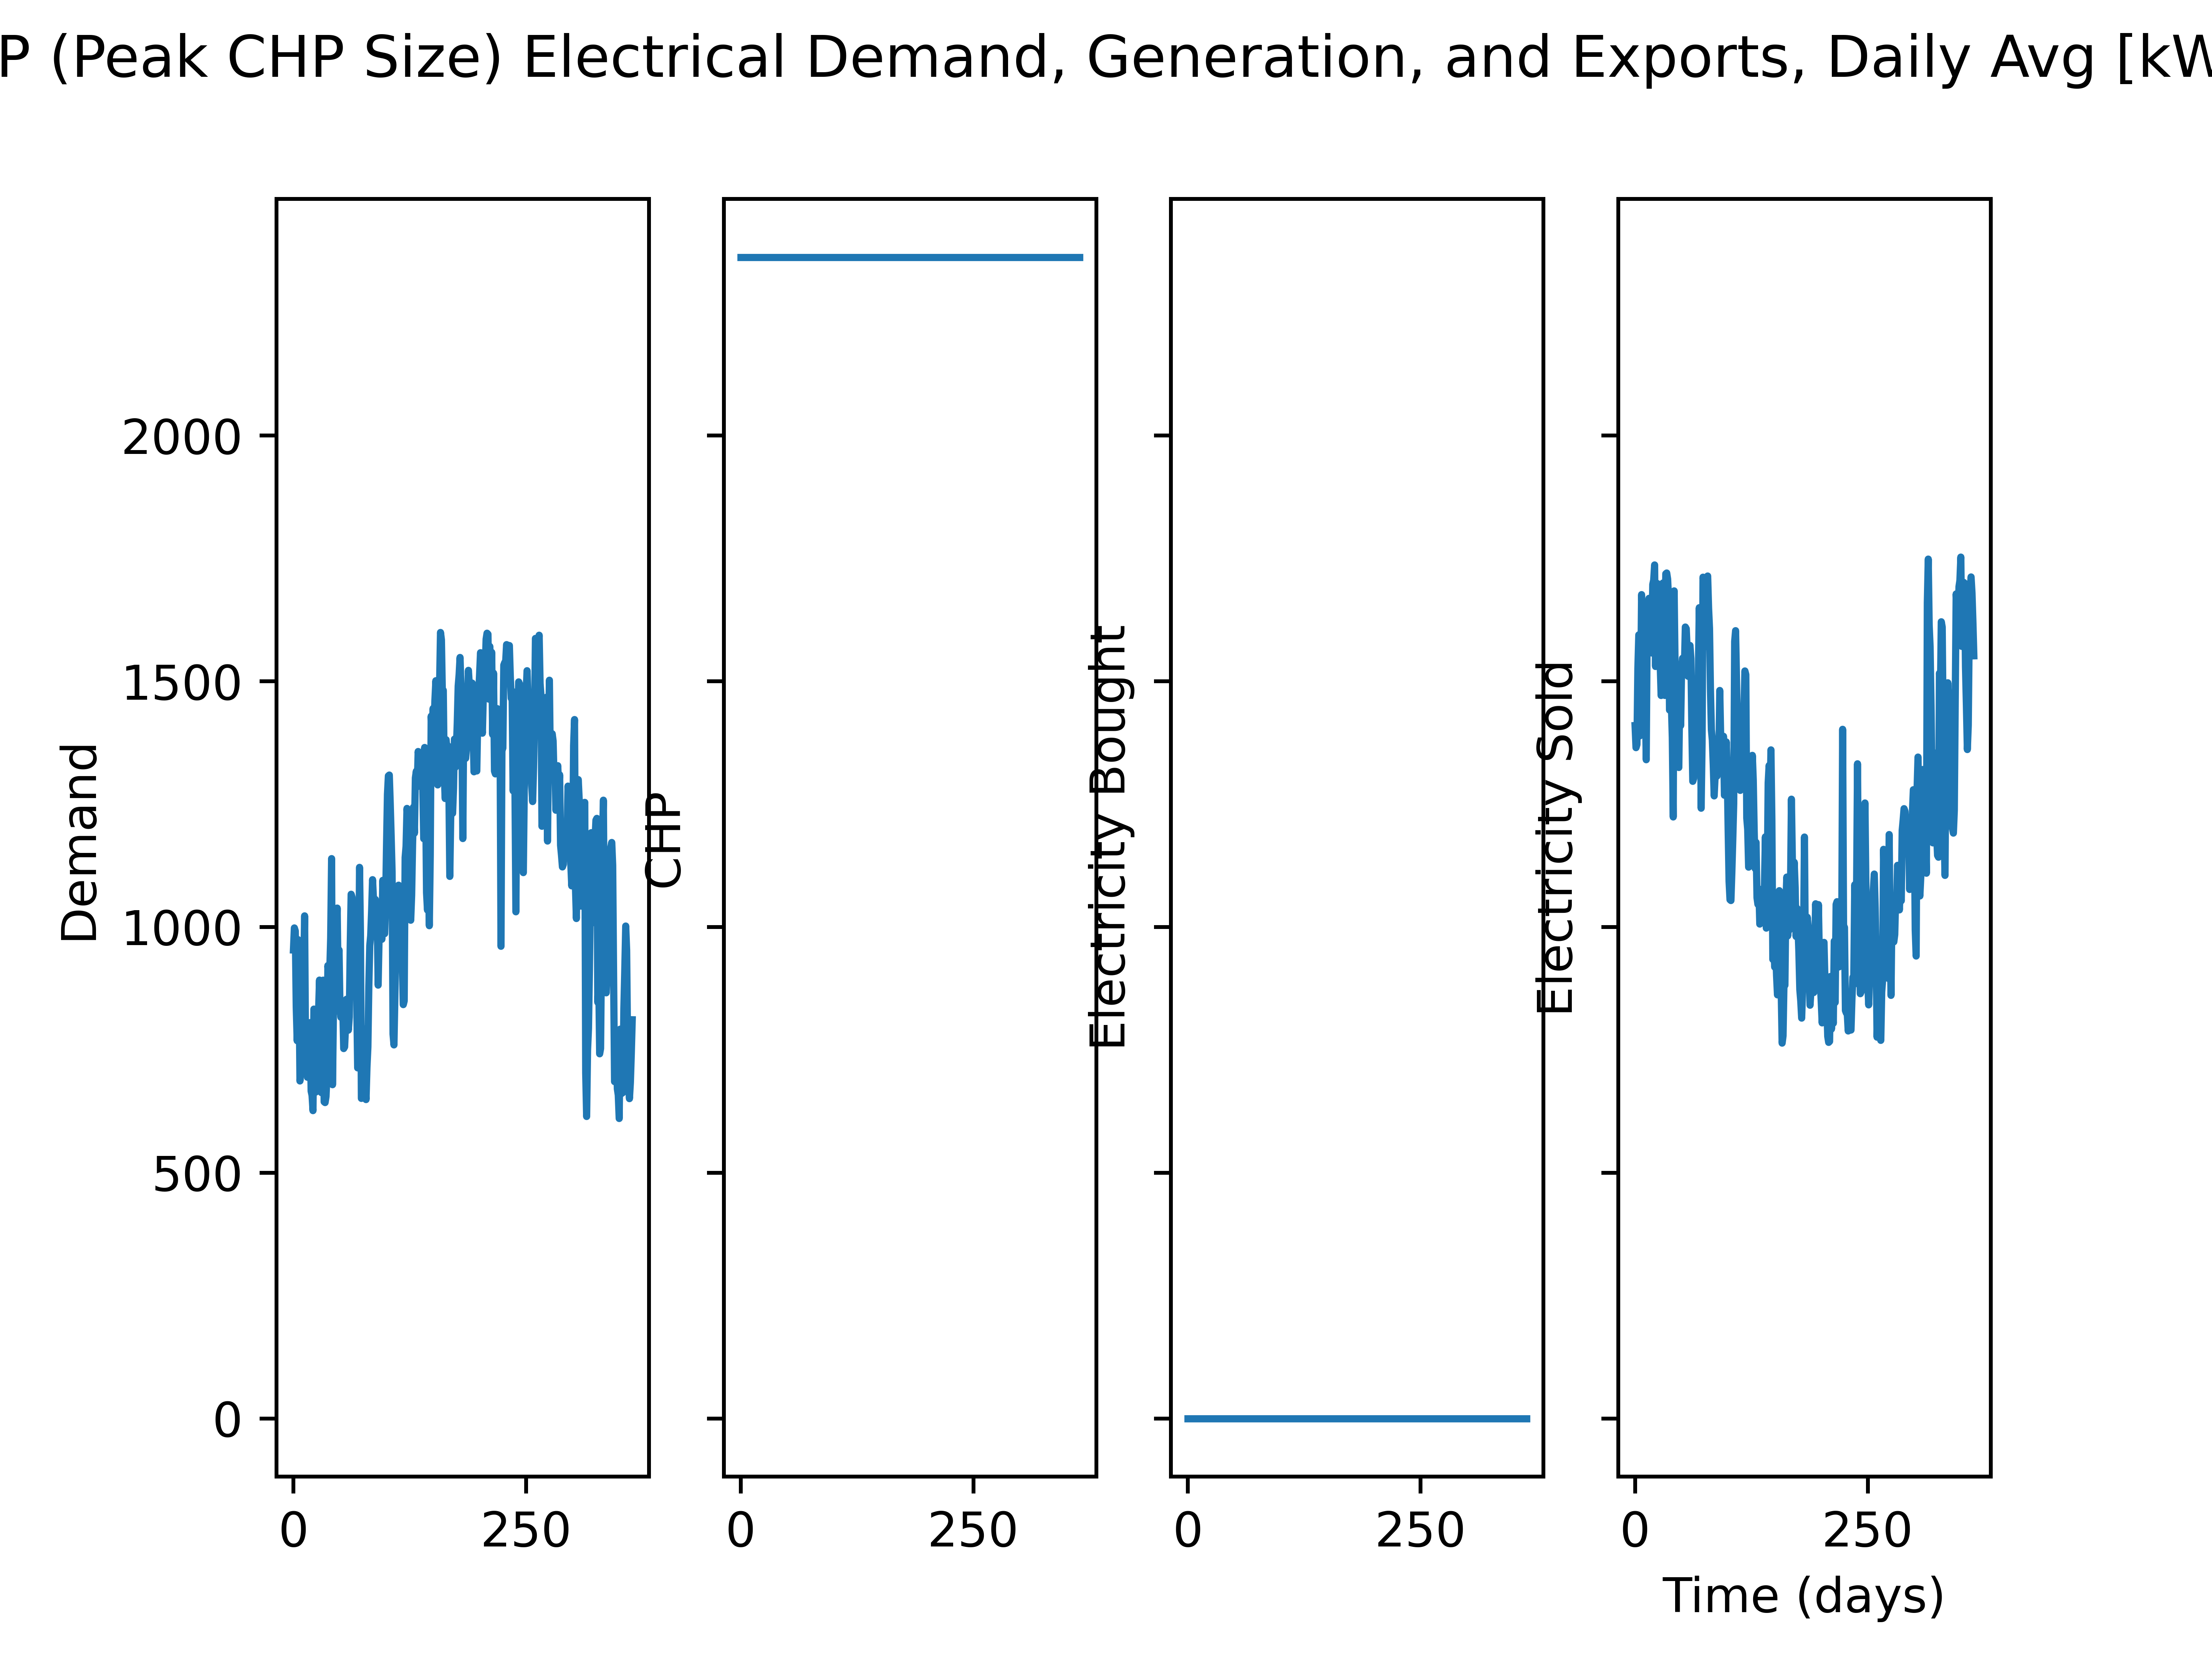 P (Peak CHP Size) Electrical Demand, Generation, and Exports, Daily Avg [kW
Demand
2000
1500
1000
500
0
CHP
Electricity Bought
Electricity Sold
0 250 0 250 0 250 0 250
Time (days)